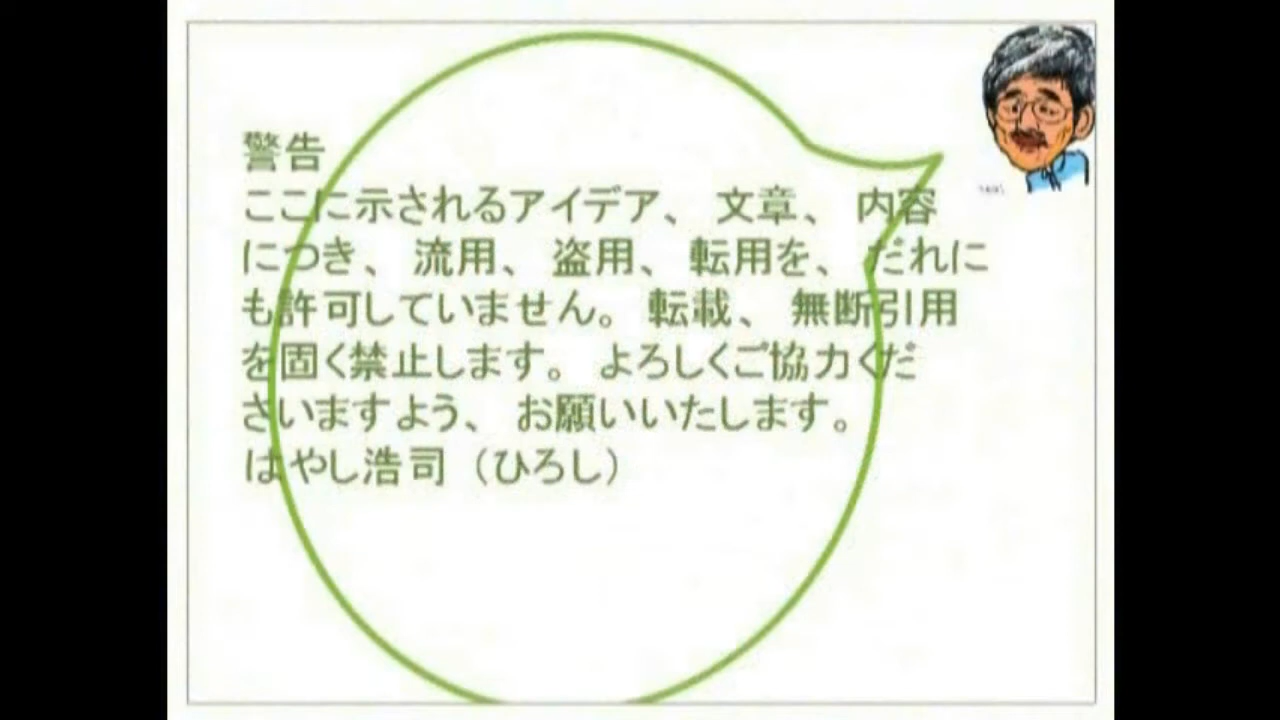 警告
ここに示されるアイデア、 文章、 内容
につき、 流用、 盗用、 転用を、 だれに
も許可していません。 転載、 無断引用
を固く禁止します。 よろしくご協力くだ
さいますよう、 お願いいたします。
はやし浩司 (ひろし)